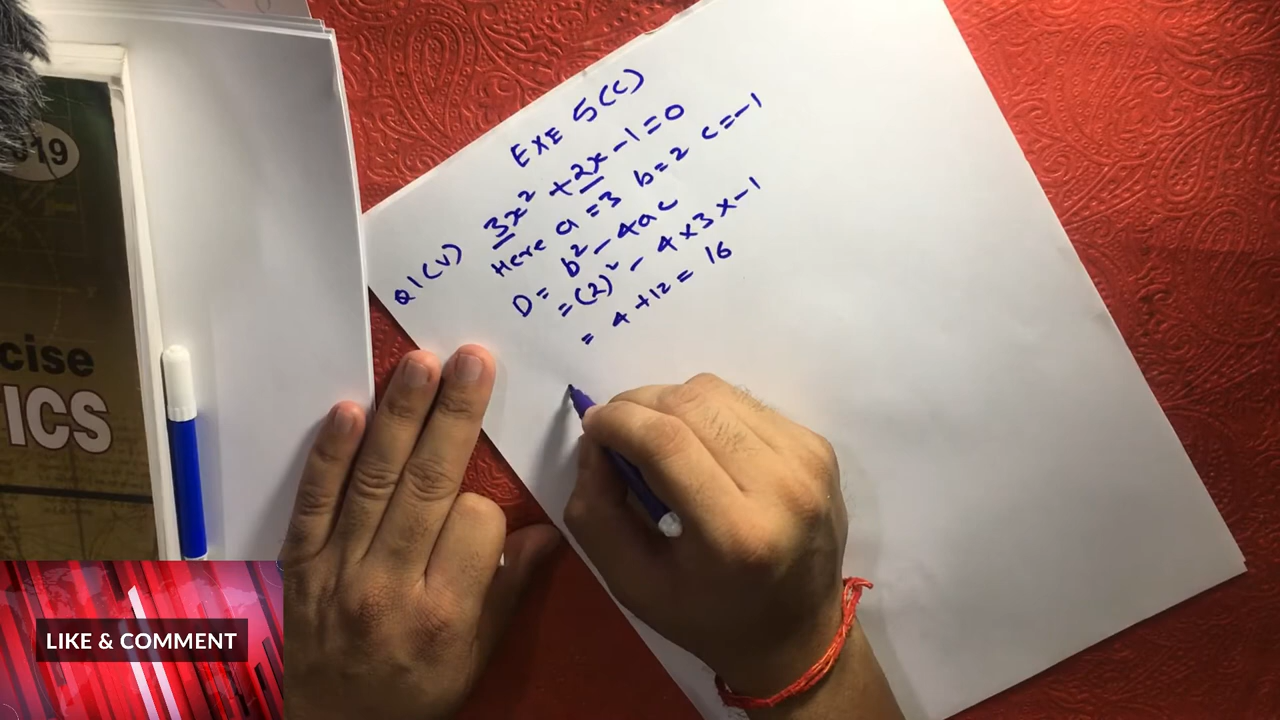 EXE 5(C)
Q1(V) 3x² + 2x - 1 = 0
Here a = 3 b = 2 c = -1
D = b² - 4ac
= (2)² - 4 × 3 × -1
= 4 + 12 = 16
cise
ICS
LIKE & COMMENT